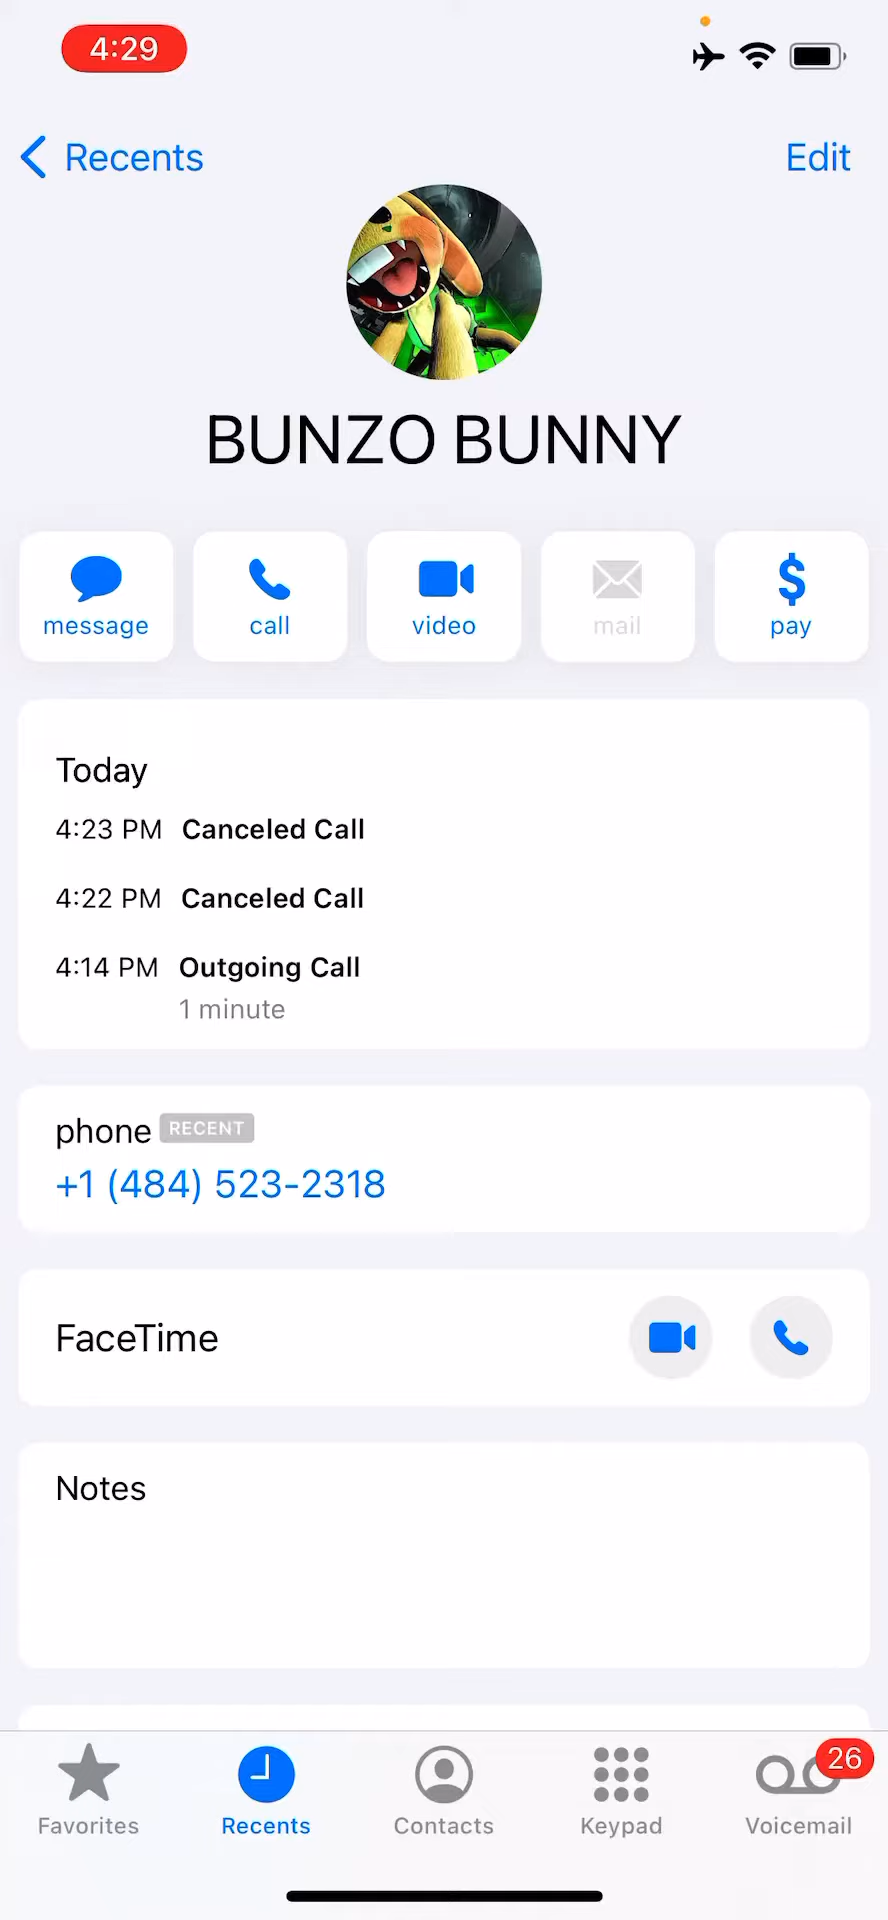 4:29
Recents
Edit
BUNZO BUNNY
message
call
video
mail
pay
Today
4:23 PM Canceled Call
4:22 PM Canceled Call
4:14 PM Outgoing Call
1 minute
phone RECENT
+1 (484) 523-2318
FaceTime
Notes
26
Favorites
Recents
Contacts
Keypad
Voicemail